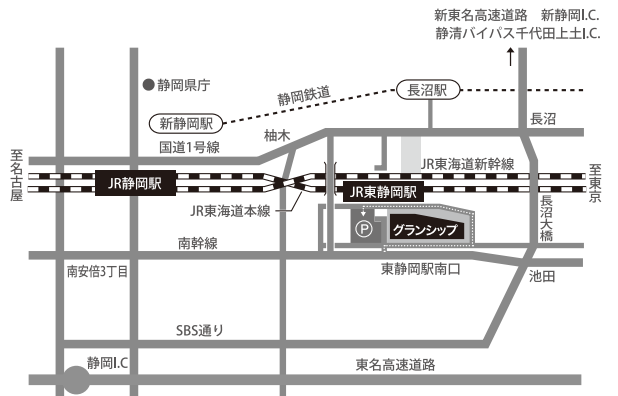 新東名高速道路　新静岡I.C.
静清バイパス千代田上土I.C.
静岡県庁
静岡鉄道
長沼駅
新静岡駅
柚木
長沼
国道1号線
至名古屋
JR静岡駅
JR東海道新幹線
至東京
JR東静岡駅
JR東海道本線
長沼大橋
P
グランシップ
南幹線
南安倍3丁目
東静岡駅南口
池田
SBS通り
静岡I.C
東名高速道路